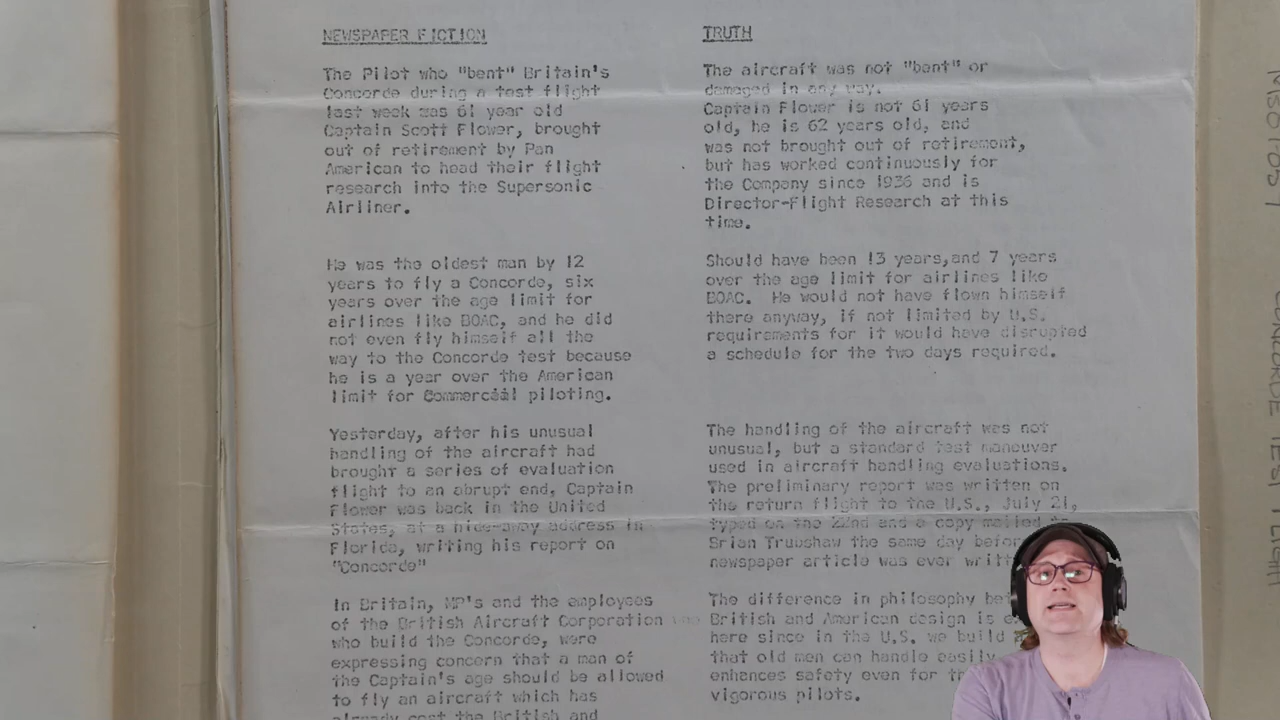 NEWSPAPER FICTION
The Pilot who "bent" Britain's
Concorde during a test flight
last week was 61 year old
Captain Scott Flower, brought
out of retirement by Pan
American to head their flight
research into the Supersonic
Airliner.
He was the oldest man by 12
years to fly a Concorde, six
years over the age limit for
airlines like BOAC, and he did
not even fly himself all the
way to the Concorde test because
he is a year over the American
limit for Commercial piloting.
Yesterday, after his unusual
handling of the aircraft had
brought a series of evaluation
flight to an abrupt end, Captain
Flower was back in the United
States, at a hide-away address in
Florida, writing his report on
"Concorde"
In Britain, MP's and the employees
of the British Aircraft Corporation
who build the Concorde, were
expressing concern that a man of
the Captain's age should be allowed
to fly an aircraft which has
already cost the British and
TRUTH
The aircraft was not "bent" or
damaged in any way.
Captain Flower is not 61 years
old, he is 62 years old, and
was not brought out of retirement,
but has worked continuously for
the Company since 1936 and is
Director-Flight Research at this
time.
Should have been 13 years,and 7 years
over the age limit for airlines like
BOAC. He would not have flown himself
there anyway, if not limited by U.S.
requirements for it would have disrupted
a schedule for the two days required.
The handling of the aircraft was not
unusual, but a standard test maneuver
used in aircraft handling evaluations.
The preliminary report was written on
the return flight to the U.S., July 21,
typed on the 22nd and a copy mailed
Brian Trubshaw the same day
newspaper article was ever
The difference in philosophy
British and American design is
here since in the U.S. we build
that old men can handle easily
enhances safety even for
vigorous pilots.
CONCORDE TEST FLIGHT